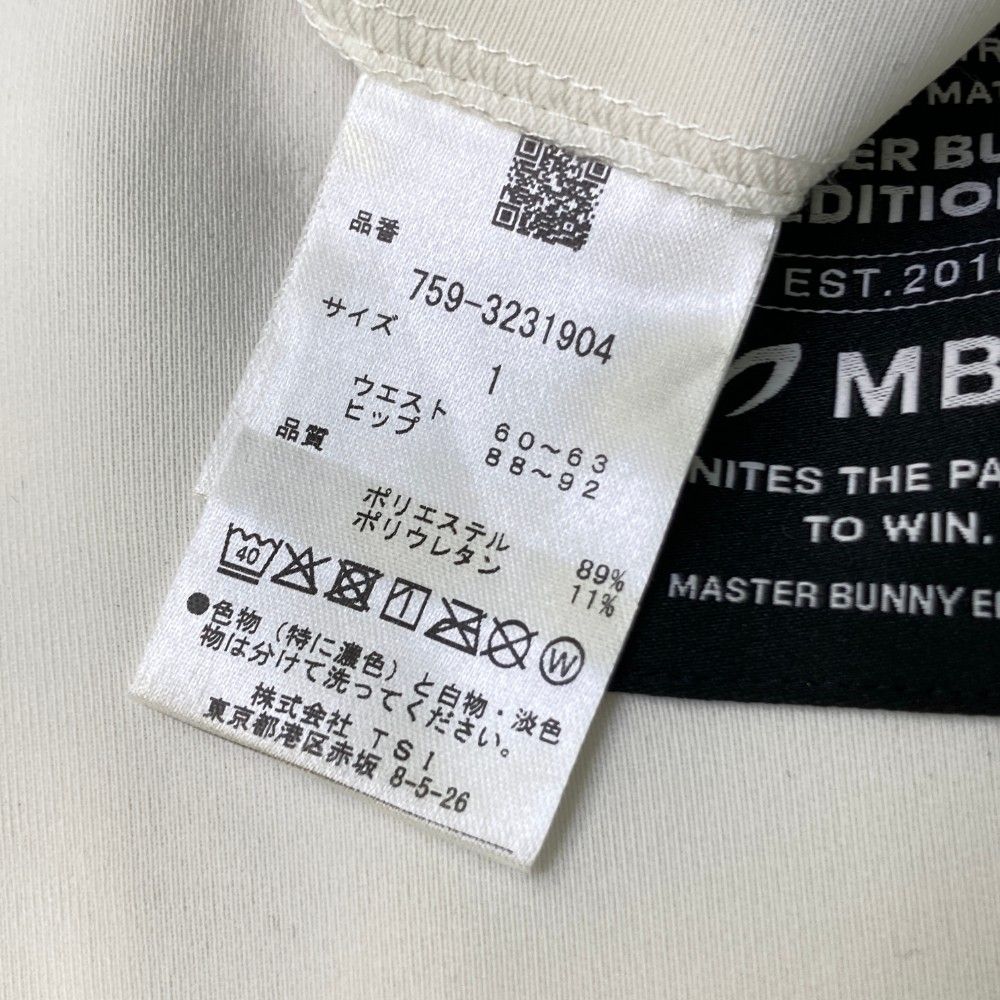 品番
759-3231904
サイズ
1
ウエスト 60～63
ヒップ 88～92
品質
ポリエステル 89%
ポリウレタン 11%
40
W
●色物（特に濃色）と白物・淡色
物は分けて洗ってください。
株式会社 TSI
東京都港区赤坂 8-5-26
MAT
ER BU
EDITIO
EST.201
MB
NITES THE PA
TO WIN.
MASTER BUNNY E